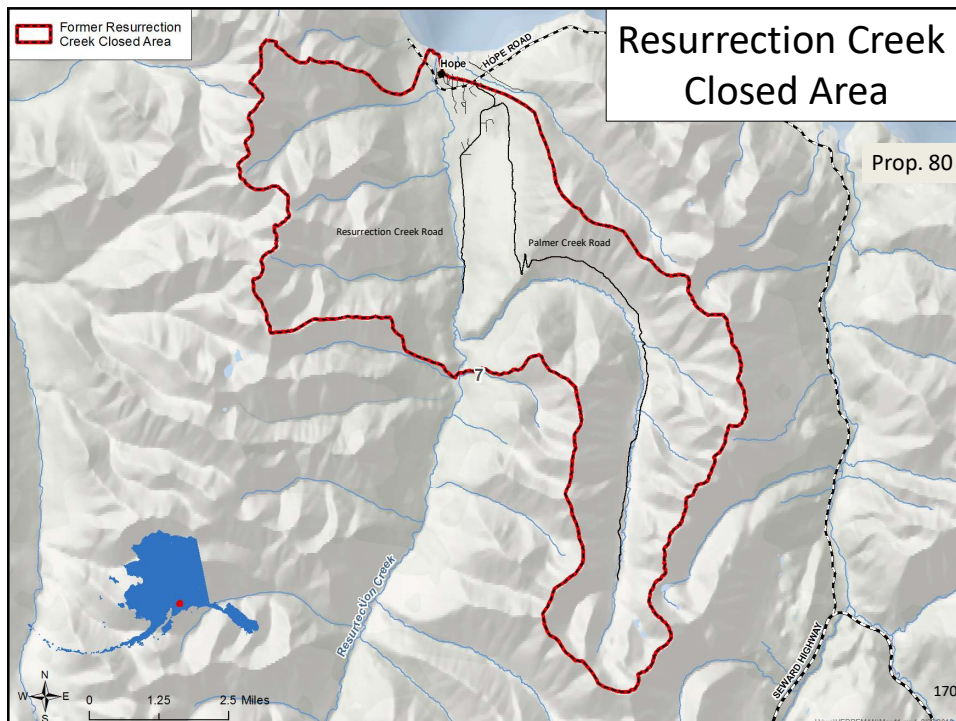 Former Resurrection
Creek Closed Area
Resurrection Creek
Closed Area
Prop. 80
Hope
HOPE ROAD
Resurrection Creek Road
Palmer Creek Road
7
Resurrection Creek
SEWARD HIGHWAY
N
W
E
S
0
1.25
2.5 Miles
170